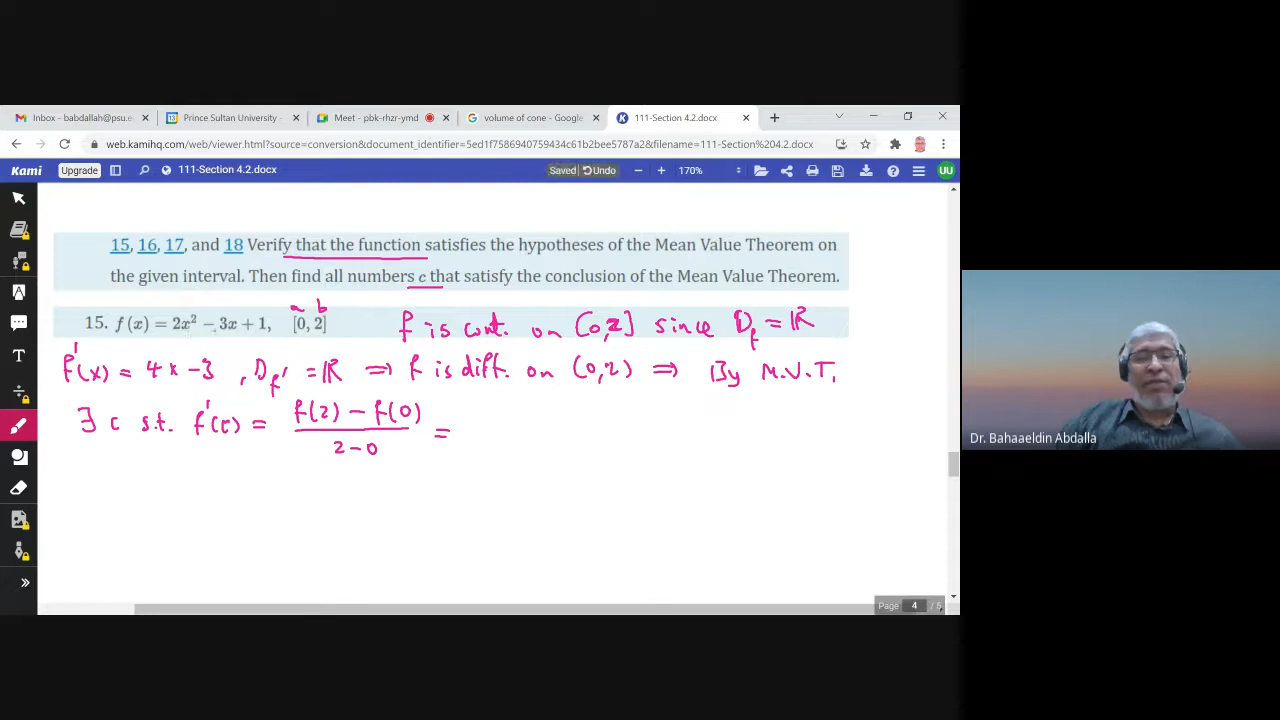 Inbox - babdallah@psu.e
Prince Sultan University -
Meet - pbk-rhzr-ymd
volume of cone - Google
111-Section 4.2.docx
web.kamihq.com/web/viewer.html?source=conversion&document_identifier=5ed1f7586940759434c61b2bee5787a2&filename=111-Section%204.2.docx
Kami Upgrade 111-Section 4.2.docx Saved Undo 170% UU
15, 16, 17, and 18 Verify that the function satisfies the hypotheses of the Mean Value Theorem on
the given interval. Then find all numbers c that satisfy the conclusion of the Mean Value Theorem.
a b
15. f(x) = 2x² − 3x + 1, [0, 2] f is cont. on [0,2] since D_f = ℝ
f'(x) = 4x − 3 , D_f' = ℝ ⇒ f is diff. on (0,2) ⇒ By M.V.T.
∃ c s.t. f'(c) = f(2) − f(0) / 2 − 0 =
Dr. Bahaaeldin Abdalla
Page 4 / 5